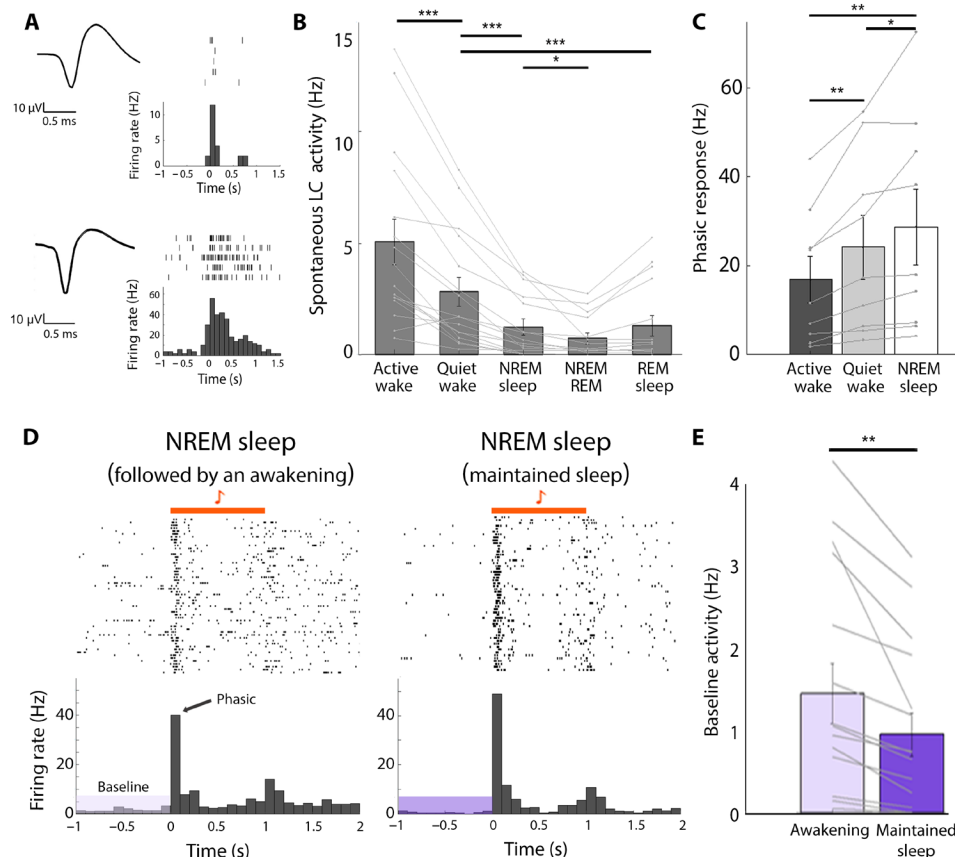 A
10 µV
0.5 ms
Firing rate (HZ)
10
5
0
−1 −0.5 0 0.5 1 1.5
Time (s)
10 µV
0.5 ms
Firing rate (Hz)
60
40
20
0
−1 −0.5 0 0.5 1 1.5
Time (s)
B
Spontaneous LC activity (Hz)
15
10
5
0
***
***
***
*
Active wake
Quiet wake
NREM sleep
NREM REM
REM sleep
C
Phasic response (Hz)
60
40
20
0
**
*
**
Active wake
Quiet wake
NREM sleep
D
NREM sleep
(followed by an awakening)
♪
Firing rate (Hz)
40
20
0
Phasic
Baseline
−1 −0.5 0 0.5 1 1.5 2
Time (s)
NREM sleep
(maintained sleep)
♪
40
20
0
−1 −0.5 0 0.5 1 1.5 2
Time (s)
E
**
Baseline activity (Hz)
4
3
2
1
0
Awakening
Maintained sleep